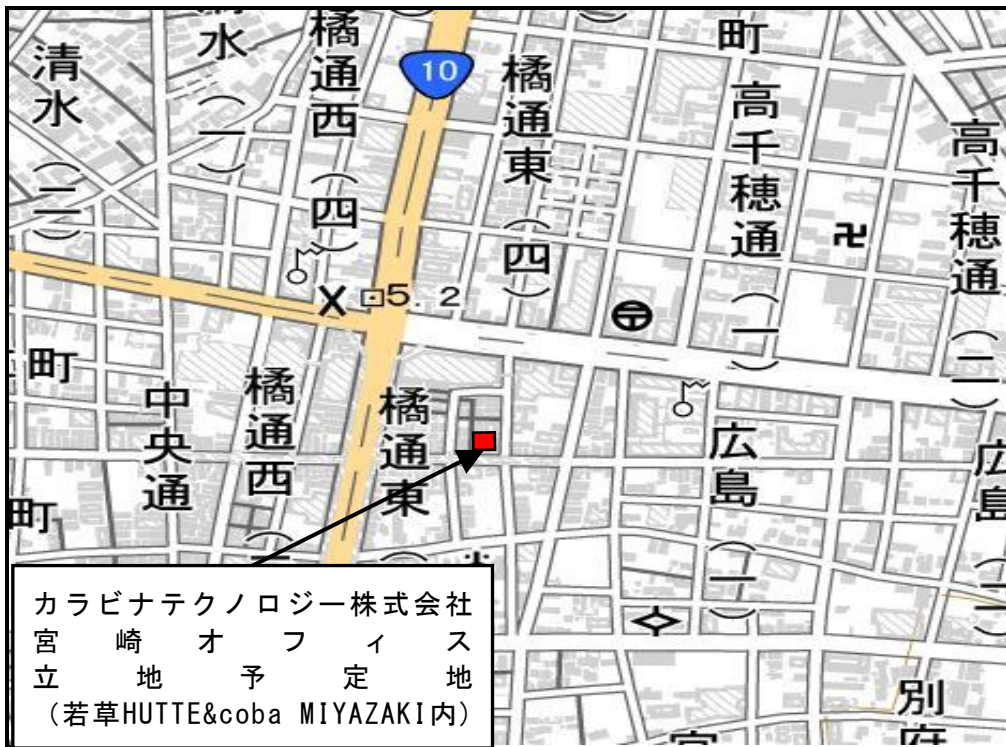 清水(二)
水(一)
橘通西(四)
10
橘通東(四)
町
高千穂通(一)
高千穂通(二)
5.2
町
中央通
橘通西
橘通東
広島(一)
広島
町
別府
カラビナテクノロジー株式会社
宮崎オフィス
立地予定地
(若草HUTTE&coba MIYAZAKI内)